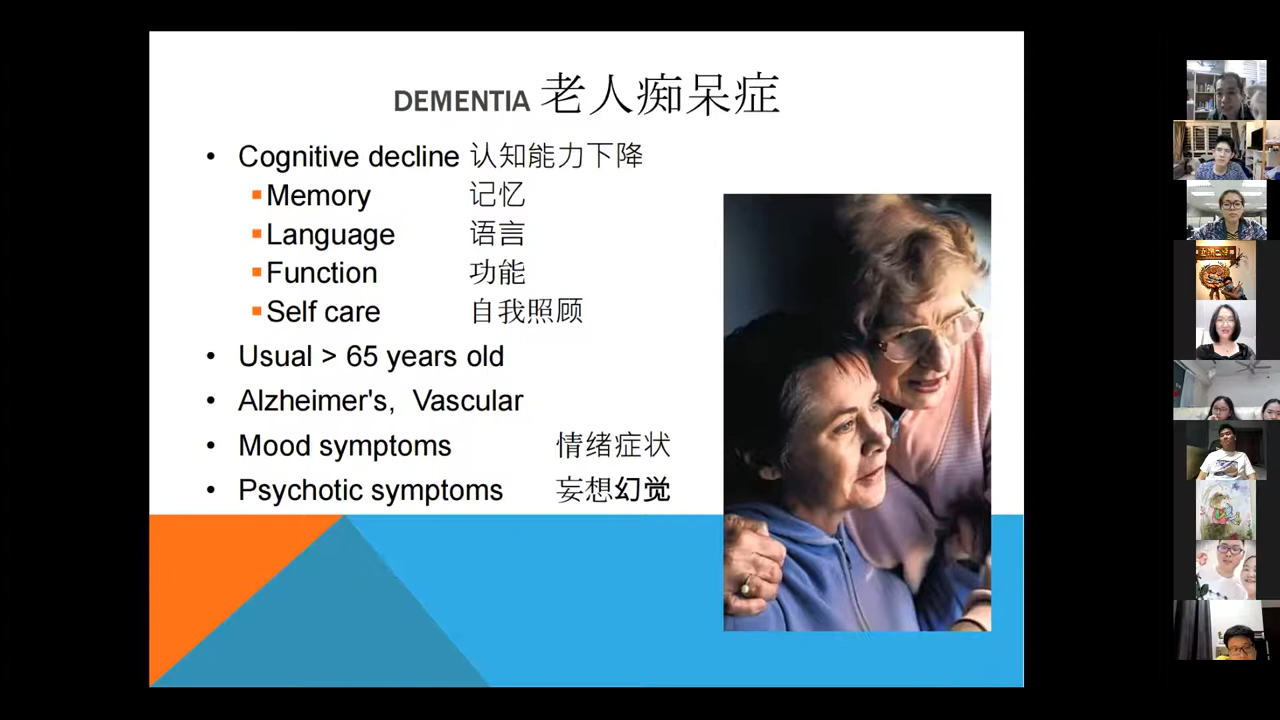 DEMENTIA 老人痴呆症
• Cognitive decline 认知能力下降
▪ Memory 记忆
▪ Language 语言
▪ Function 功能
▪ Self care 自我照顾
• Usual > 65 years old
• Alzheimer's, Vascular
• Mood symptoms 情绪症状
• Psychotic symptoms 妄想幻觉